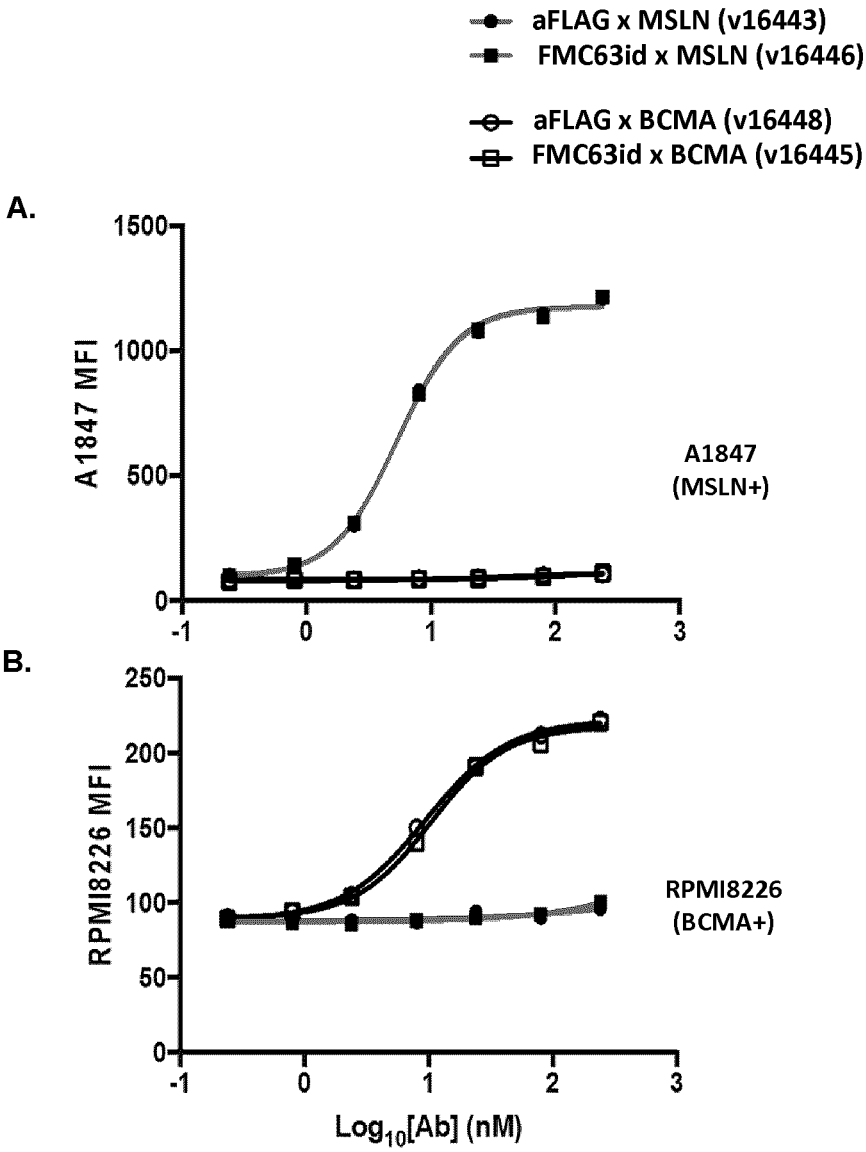 aFLAG x MSLN (v16443)
FMC63id x MSLN (v16446)
aFLAG x BCMA (v16448)
FMC63id x BCMA (v16445)
A.
1500
1000
500
0
A1847 MFI
-1 0 1 2 3
A1847
(MSLN+)
B.
250
200
150
100
50
0
RPMI8226 MFI
-1 0 1 2 3
RPMI8226
(BCMA+)
Log10[Ab] (nM)